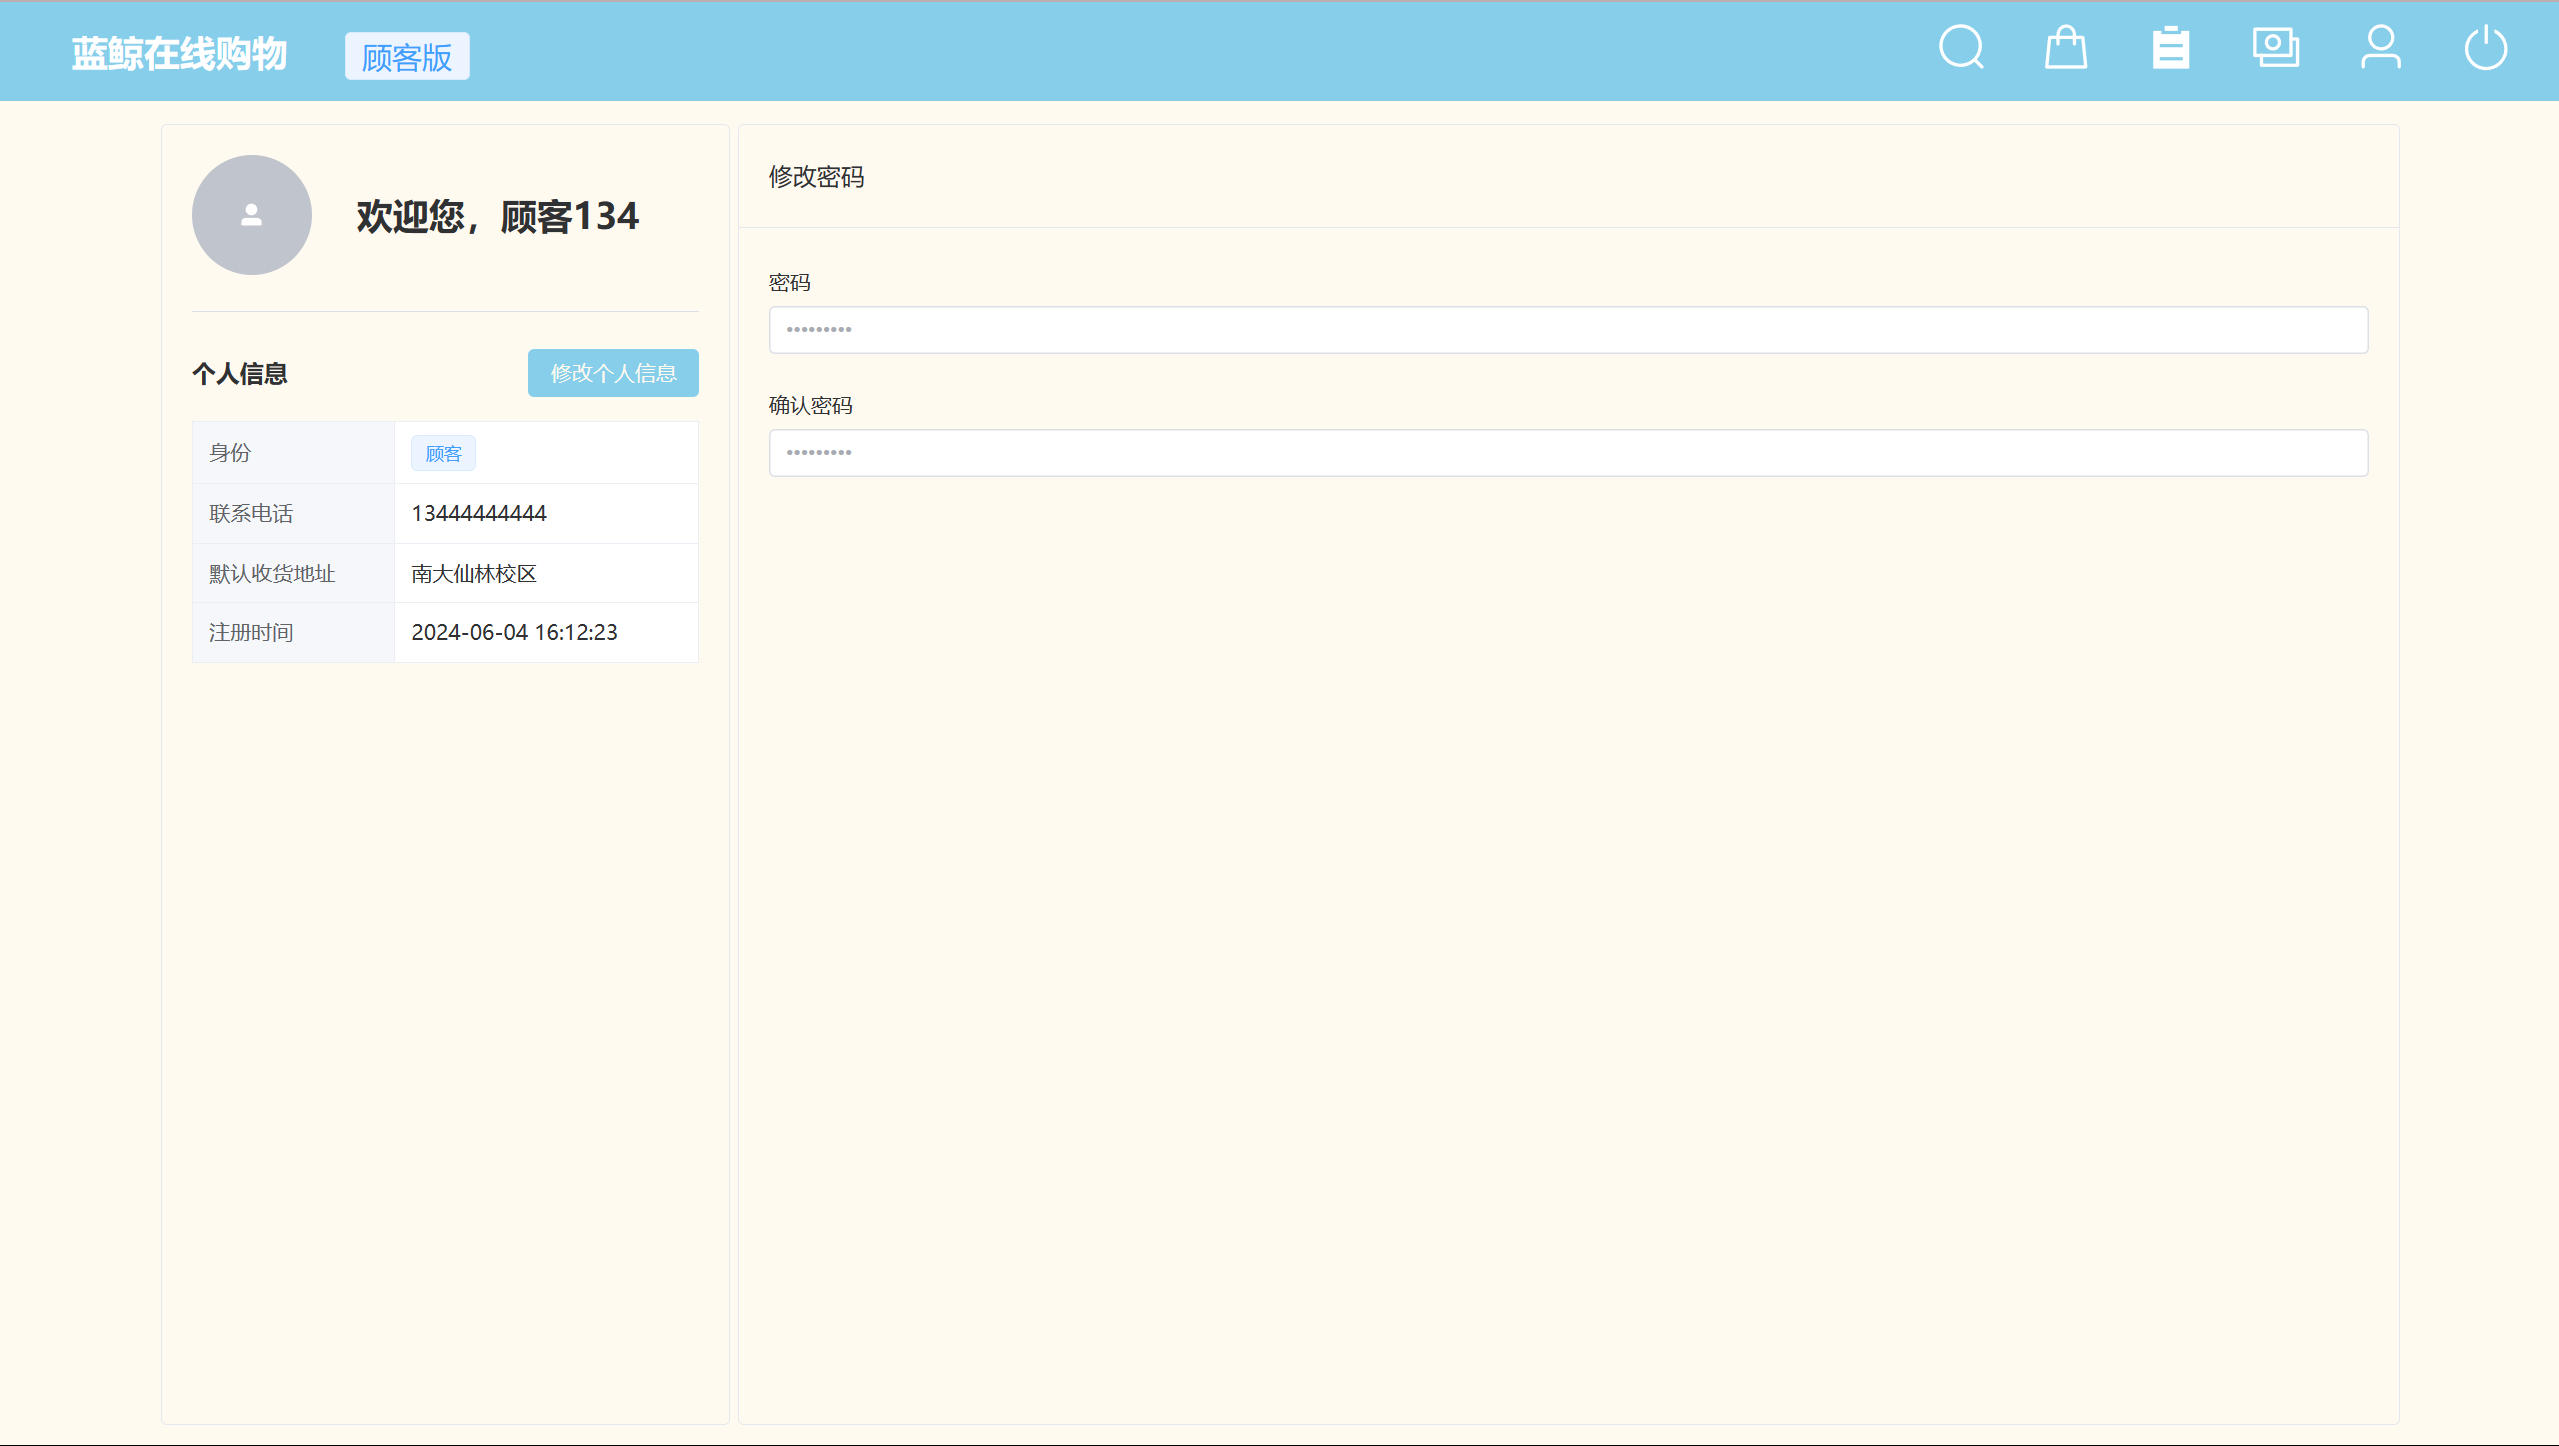 蓝鲸在线购物 顾客版
欢迎您，顾客134
个人信息 修改个人信息
身份 顾客
联系电话 13444444444
默认收货地址 南大仙林校区
注册时间 2024-06-04 16:12:23
修改密码
密码
•••••••••
确认密码
•••••••••